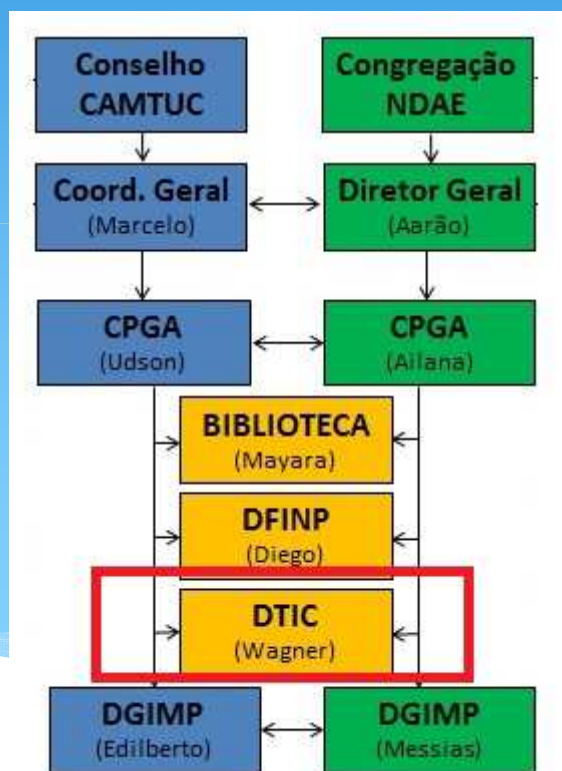 Conselho
CAMTUC
Congregação
NDAE
Coord. Geral
(Marcelo)
Diretor Geral
(Aarão)
CPGA
(Udson)
CPGA
(Ailana)
BIBLIOTECA
(Mayara)
DFINP
(Diego)
DTIC
(Wagner)
DGIMP
(Edilberto)
DGIMP
(Messias)